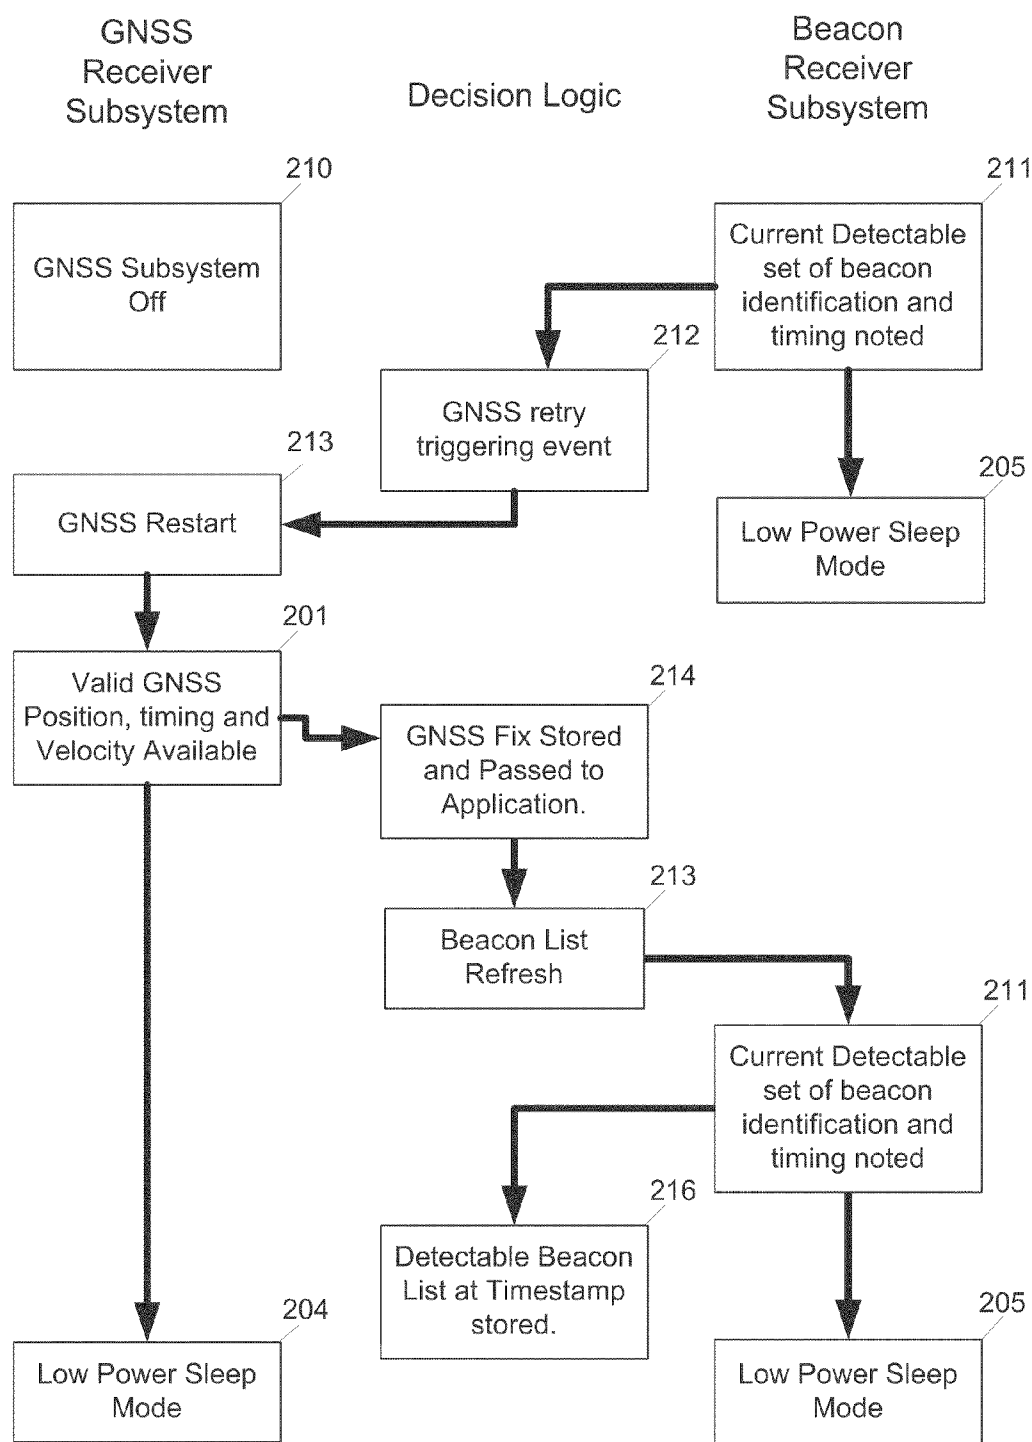 GNSS
Receiver
Subsystem
Decision Logic
Beacon
Receiver
Subsystem
210
GNSS Subsystem
Off
211
Current Detectable
set of beacon
identification and
timing noted
212
GNSS retry
triggering event
213
GNSS Restart
205
Low Power Sleep
Mode
201
Valid GNSS
Position, timing and
Velocity Available
214
GNSS Fix Stored
and Passed to
Application.
213
Beacon List
Refresh
211
Current Detectable
set of beacon
identification and
timing noted
216
Detectable Beacon
List at Timestamp
stored.
204
Low Power Sleep
Mode
205
Low Power Sleep
Mode